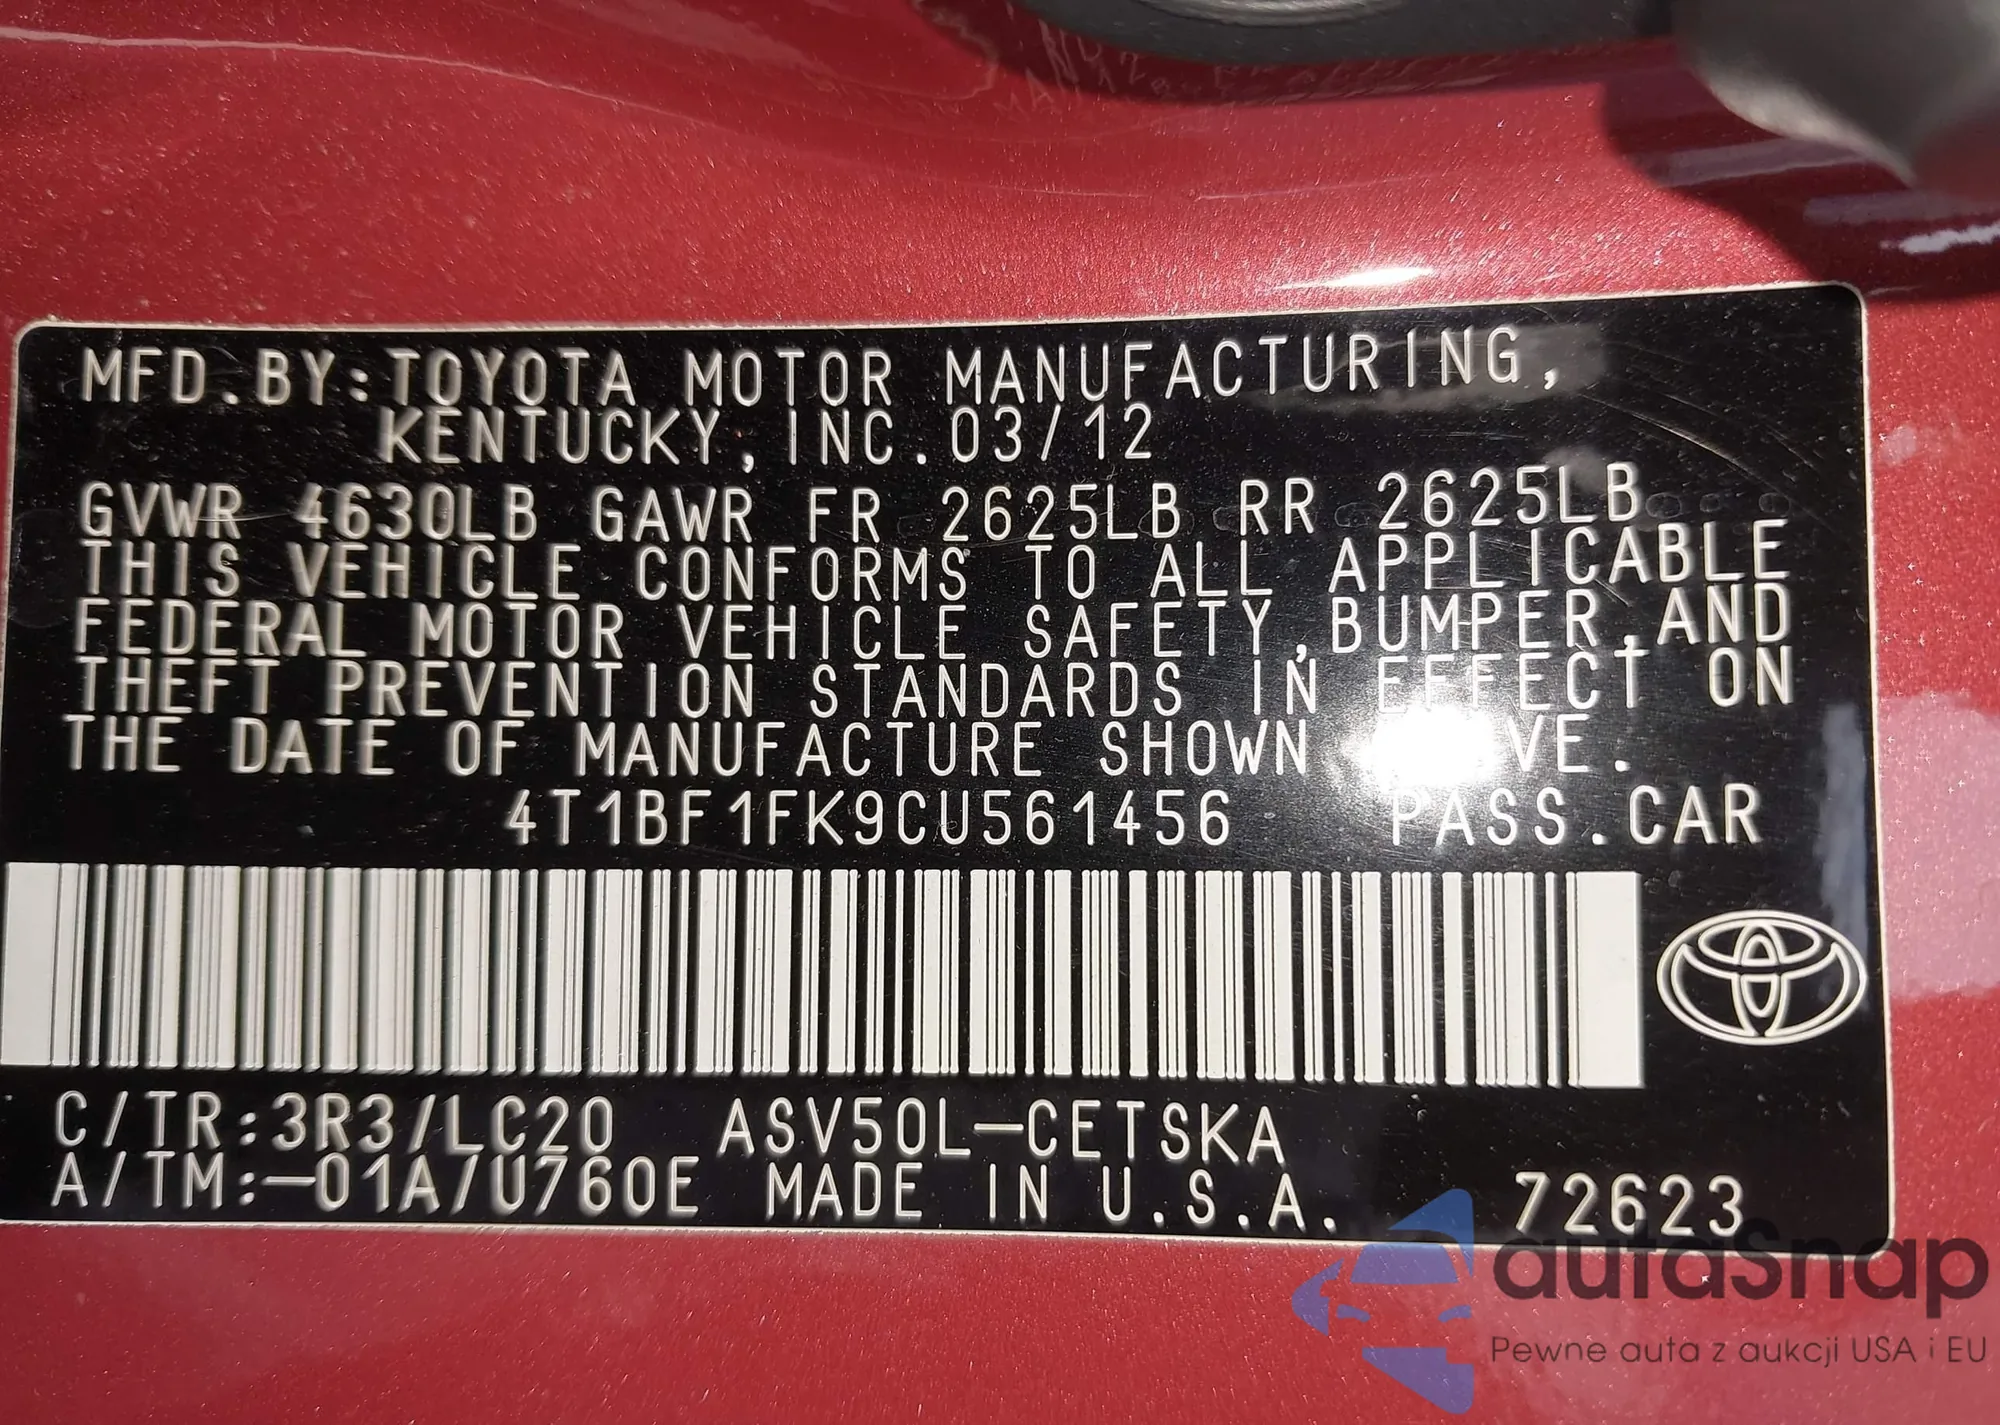 MFD.BY:TOYOTA MOTOR MANUFACTURING,
KENTUCKY, INC. 03/12
GVWR 4630LB GAWR FR 2625LB RR 2625LB
THIS VEHICLE CONFORMS TO ALL APPLICABLE
FEDERAL MOTOR VEHICLE SAFETY,BUMPER,AND
THEFT PREVENTION STANDARDS IN EFFECT ON
THE DATE OF MANUFACTURE SHOWN
4T1BF1FK9CU561456 PASS.CAR
C/TR:3R3/LC20 ASV50L-CETSKA
A/TM:-01A/U760E MADE IN U.S.A. 72623
autasnap
Pewne auta z aukcji USA i EU